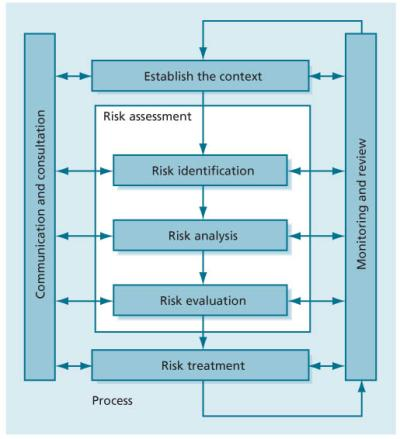 Establish the context
Risk assessment
Communication and consultation
Risk identification
Monitoring and review
Risk analysis
Risk evaluation
Risk treatment
Process